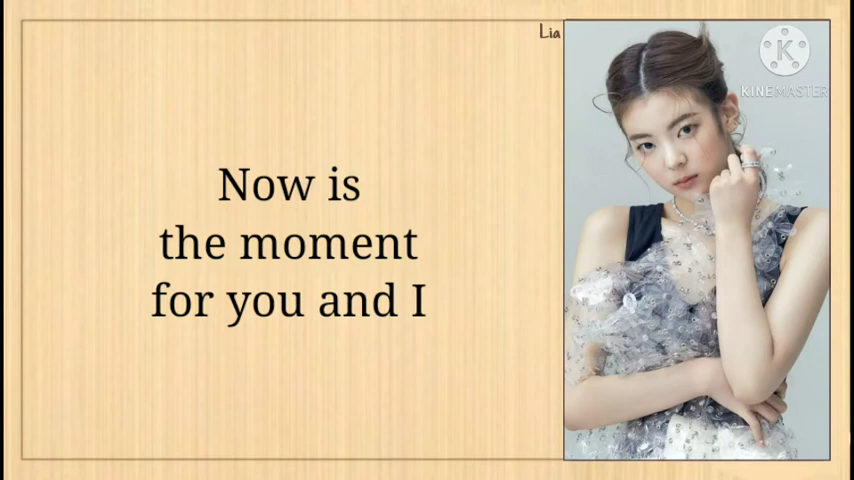 Lia
K
KINEMASTER
Now is
the moment
for you and I